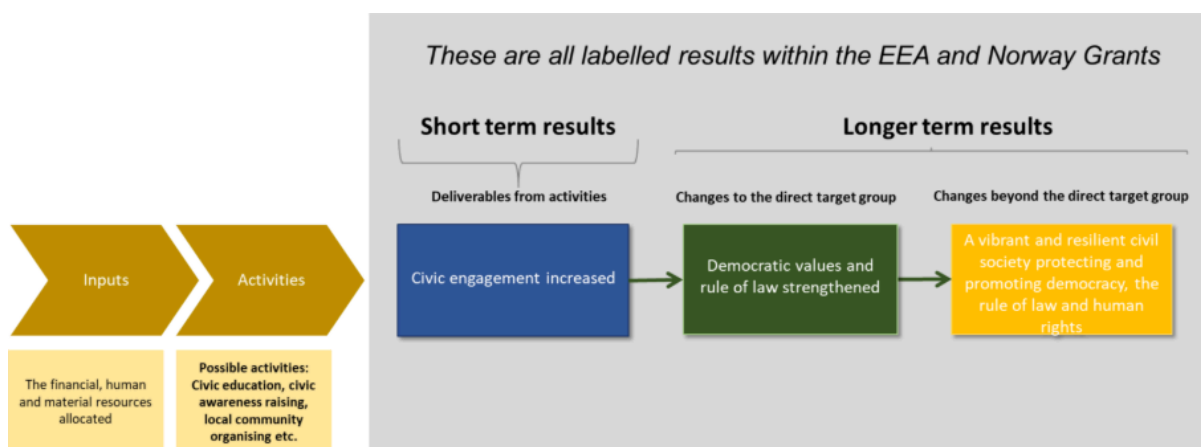 These are all labelled results within the EEA and Norway Grants
Short term results
Longer term results
Deliverables from activities
Changes to the direct target group
Changes beyond the direct target group
Inputs
Activities
Civic engagement increased
Democratic values and
rule of law strengthened
A vibrant and resilient civil
society protecting and
promoting democracy, the
rule of law and human
rights
The financial, human
and material resources
allocated
Possible activities:
Civic education, civic
awareness raising,
local community
organising etc.